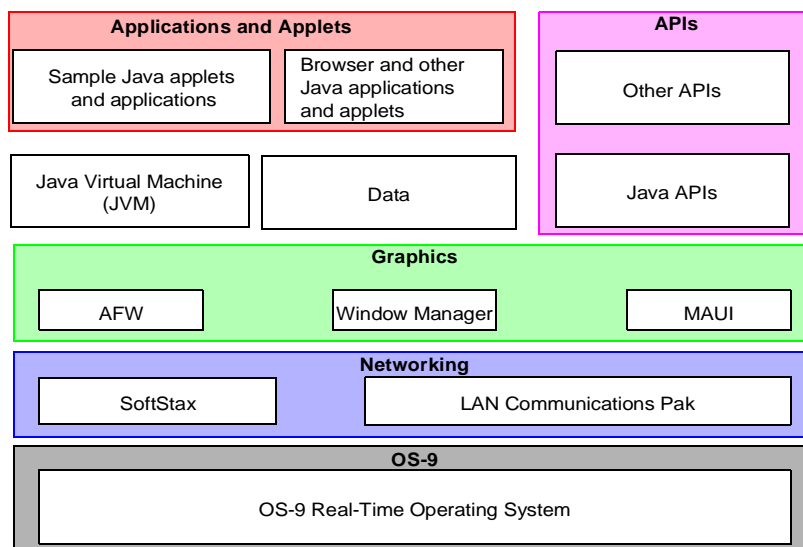 Applications and Applets
Sample Java applets
and applications
Browser and other
Java applications
and applets
APIs
Other APIs
Java APIs
Java Virtual Machine
(JVM)
Data
Graphics
AFW
Window Manager
MAUI
Networking
SoftStax
LAN Communications Pak
OS-9
OS-9 Real-Time Operating System